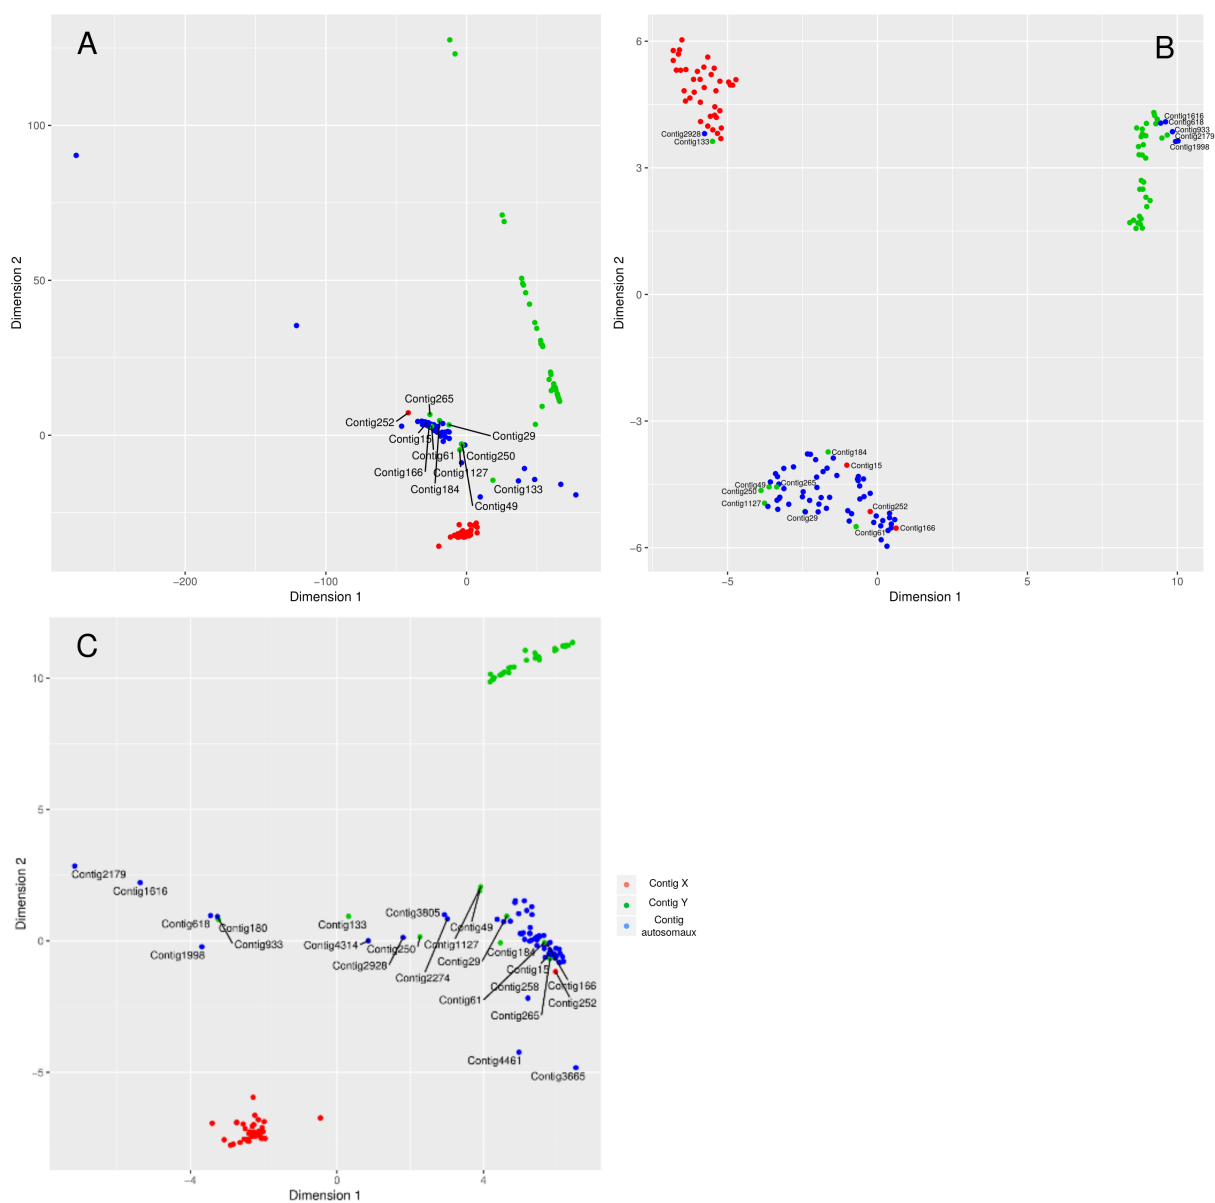 A
100
50
0
−200
−100
0
Dimension 1
Dimension 2
Contig265
Contig252
Contig15
Contig29
Contig61
Contig250
Contig166
Contig1127
Contig184
Contig133
Contig49
B
6
3
0
−3
−6
−5
0
5
10
Dimension 1
Dimension 2
Contig2928
Contig133
Contig1616
Contig618
Contig933
Contig2179
Contig1998
Contig184
Contig15
Contig49
Contig265
Contig250
Contig1127
Contig29
Contig252
Contig61
Contig166
C
10
5
0
−5
−4
0
4
Dimension 1
Dimension 2
Contig2179
Contig1616
Contig618
Contig180
Contig933
Contig1998
Contig133
Contig3805
Contig49
Contig4314
Contig250
Contig1127
Contig2928
Contig2274
Contig29
Contig184
Contig15
Contig258
Contig166
Contig61
Contig252
Contig265
Contig4461
Contig3665
Contig X
Contig Y
Contig
autosomaux